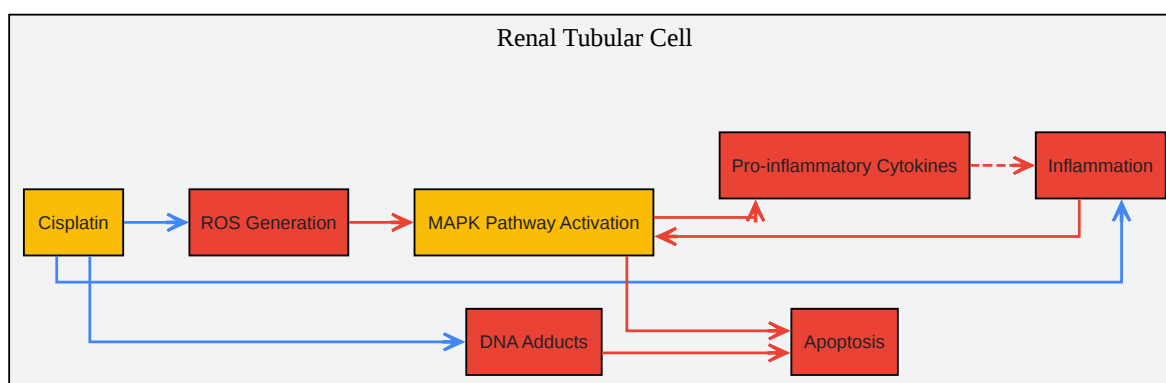 Renal Tubular Cell
Pro-inflammatory Cytokines
Inflammation
Cisplatin
ROS Generation
MAPK Pathway Activation
DNA Adducts
Apoptosis